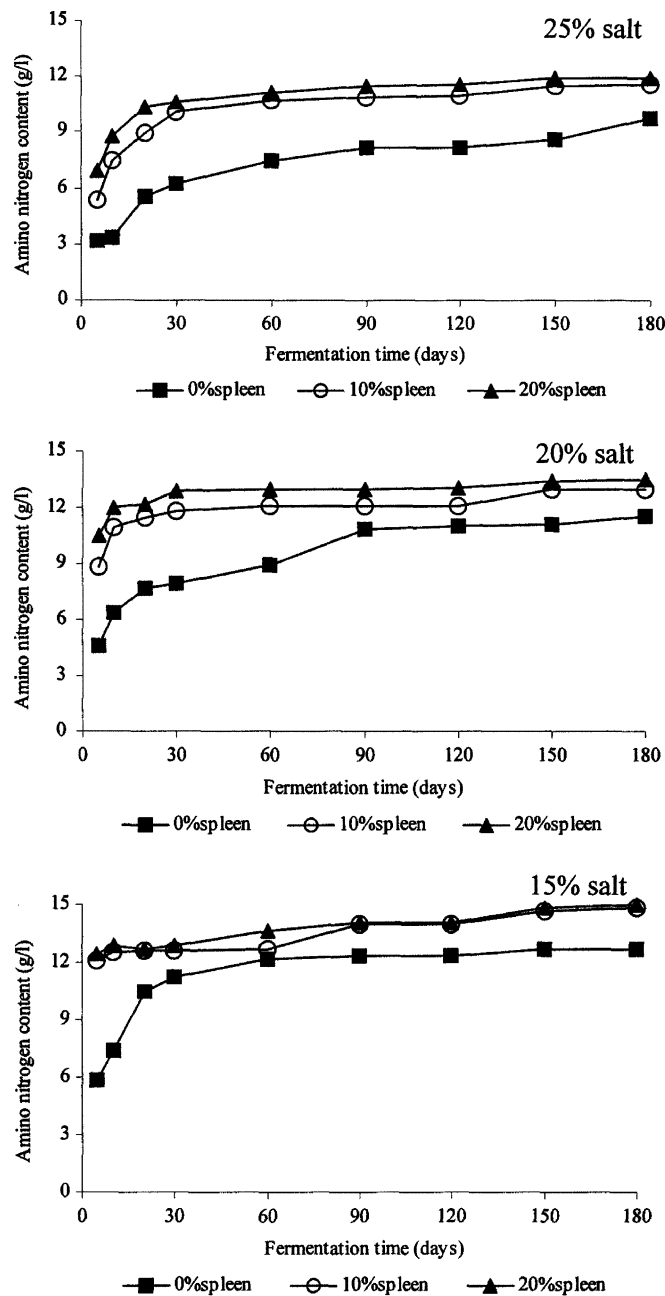 25% salt
Amino nitrogen content (g/l)
15
12
9
6
3
0
0 30 60 90 120 150 180
Fermentation time (days)
0%spleen 10%spleen 20%spleen
20% salt
Amino nitrogen content (g/l)
15
12
9
6
3
0
0 30 60 90 120 150 180
Fermentation time (days)
0%spleen 10%spleen 20%spleen
15% salt
Amino nitrogen content (g/l)
15
12
9
6
3
0
0 30 60 90 120 150 180
Fermentation time (days)
0%spleen 10%spleen 20%spleen